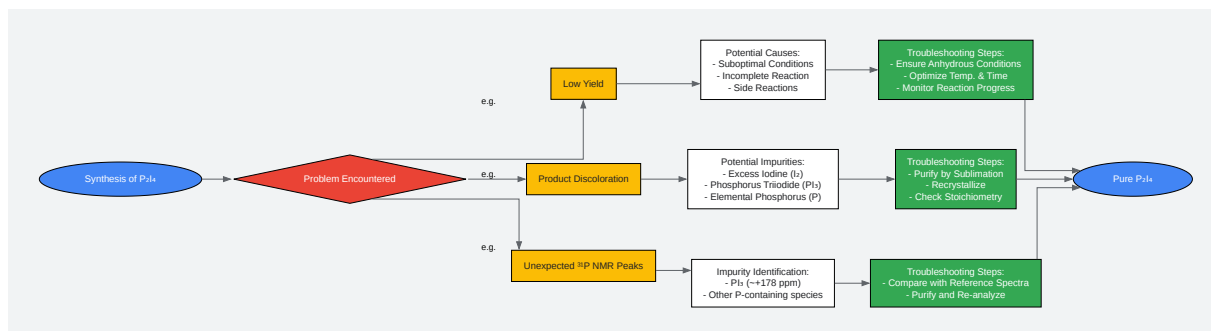 Synthesis of P₂I₄
Problem Encountered
e.g.
Low Yield
Potential Causes:
- Suboptimal Conditions
- Incomplete Reaction
- Side Reactions
Troubleshooting Steps:
- Ensure Anhydrous Conditions
- Optimize Temp. & Time
- Monitor Reaction Progress
e.g.
Product Discoloration
Potential Impurities:
- Excess Iodine (I₂)
- Phosphorus Triiodide (PI₃)
- Elemental Phosphorus (P)
Troubleshooting Steps:
- Purify by Sublimation
- Recrystallize
- Check Stoichiometry
e.g.
Unexpected ³¹P NMR Peaks
Impurity Identification:
- PI₃ (~+178 ppm)
- Other P-containing species
Troubleshooting Steps:
- Compare with Reference Spectra
- Purify and Re-analyze
Pure P₂I₄